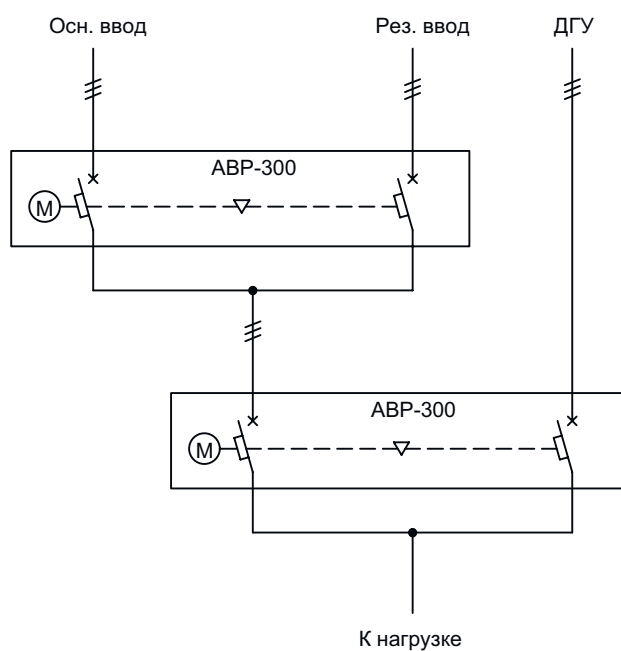 Осн. ввод
Рез. ввод
ДГУ
АВР-300
М
АВР-300
М
К нагрузке